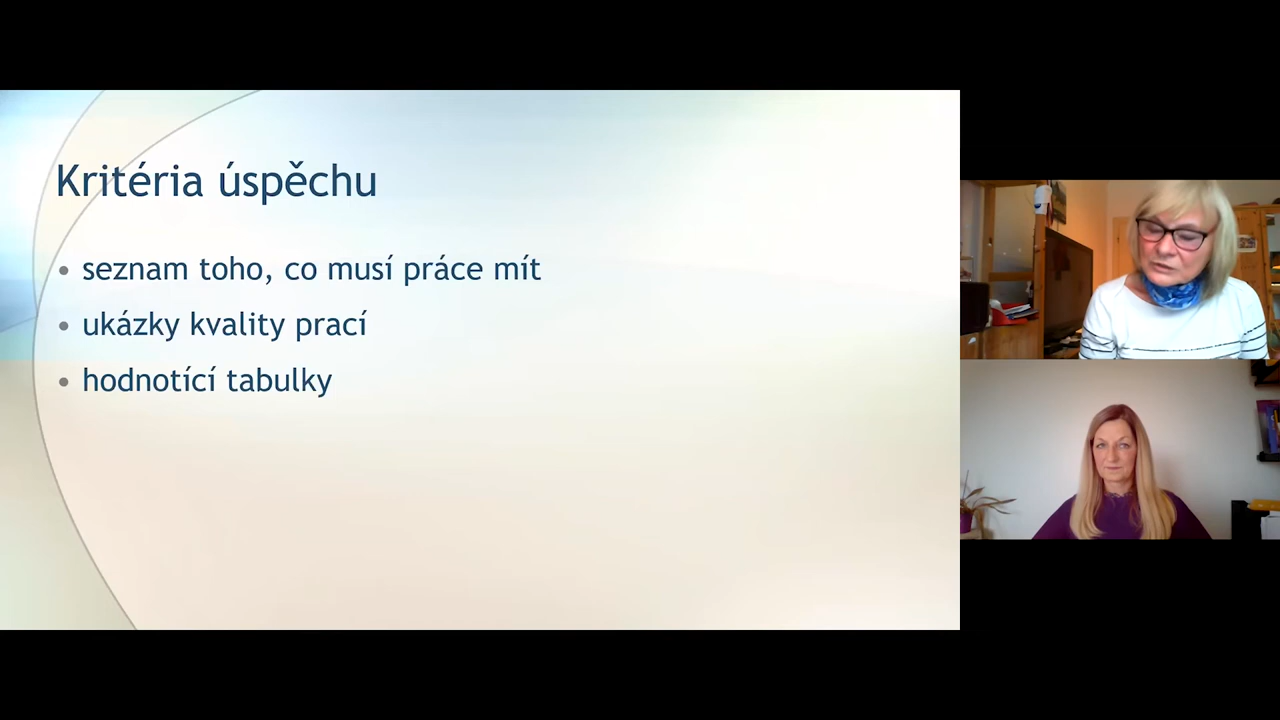 Kritéria úspěchu
• seznam toho, co musí práce mít
• ukázky kvality prací
• hodnotící tabulky